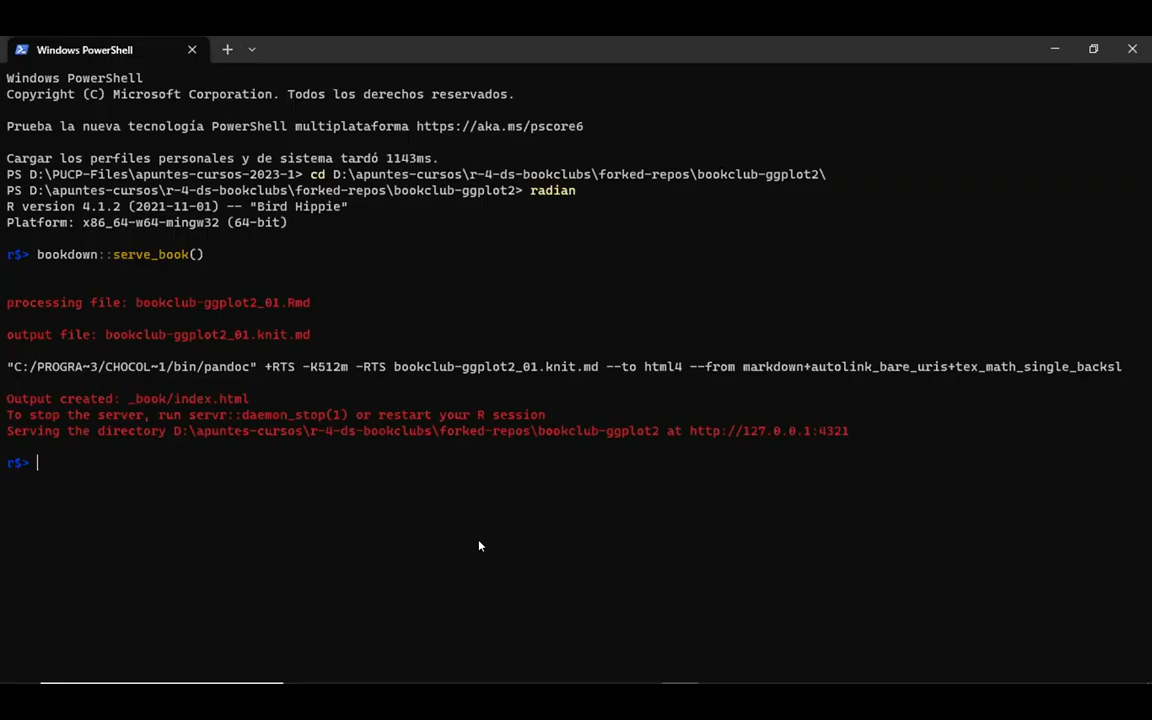 Windows PowerShell
Windows PowerShell
Copyright (C) Microsoft Corporation. Todos los derechos reservados.
Prueba la nueva tecnología PowerShell multiplataforma https://aka.ms/pscore6
Cargar los perfiles personales y de sistema tardó 1143ms.
PS D:\PUCP-Files\apuntes-cursos-2023-1> cd D:\apuntes-cursos\r-4-ds-bookclubs\forked-repos\bookclub-ggplot2\
PS D:\apuntes-cursos\r-4-ds-bookclubs\forked-repos\bookclub-ggplot2> radian
R version 4.1.2 (2021-11-01) -- "Bird Hippie"
Platform: x86_64-w64-mingw32 (64-bit)
r$> bookdown::serve_book()
processing file: bookclub-ggplot2_01.Rmd
output file: bookclub-ggplot2_01.knit.md
"C:/PROGRA~3/CHOCOL~1/bin/pandoc" +RTS -K512m -RTS bookclub-ggplot2_01.knit.md --to html4 --from markdown+autolink_bare_uris+tex_math_single_backsl
Output created: _book/index.html
To stop the server, run servr::daemon_stop(1) or restart your R session
Serving the directory D:\apuntes-cursos\r-4-ds-bookclubs\forked-repos\bookclub-ggplot2 at http://127.0.0.1:4321
r$>